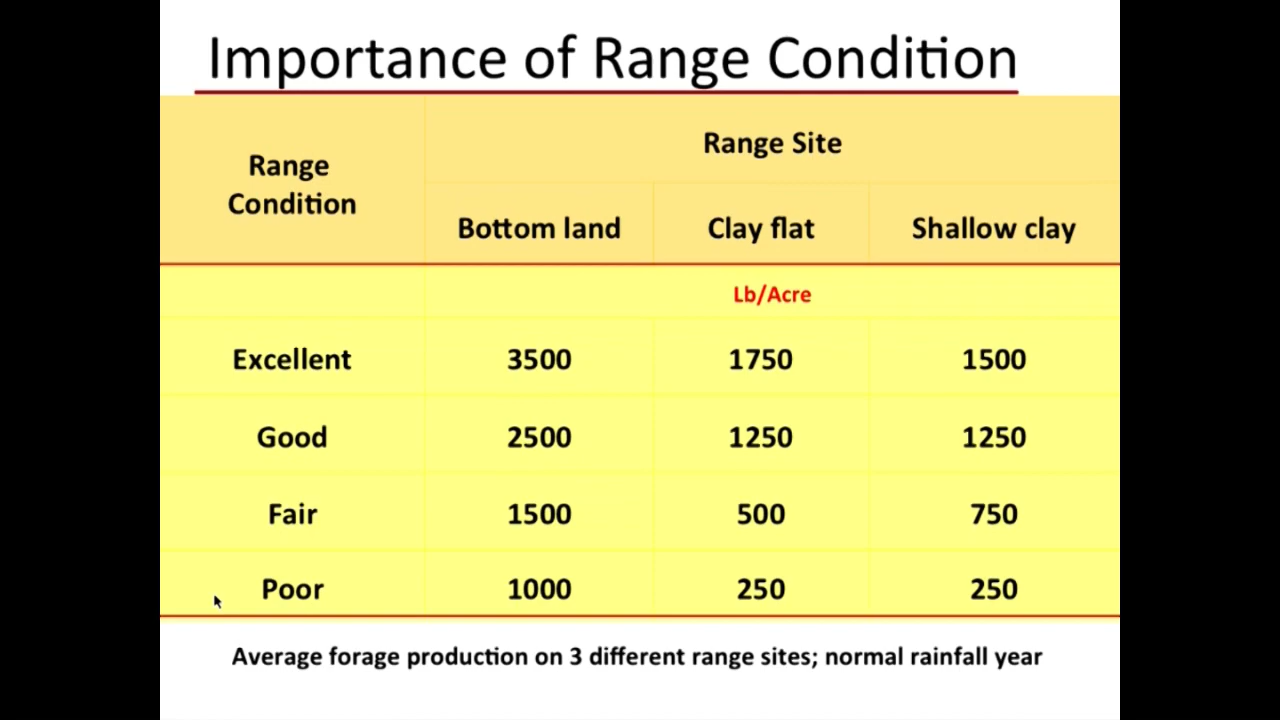 Importance of Range Condition
Range Condition
Range Site
Bottom land Clay flat Shallow clay
Lb/Acre
Excellent 3500 1750 1500
Good 2500 1250 1250
Fair 1500 500 750
Poor 1000 250 250
Average forage production on 3 different range sites; normal rainfall year